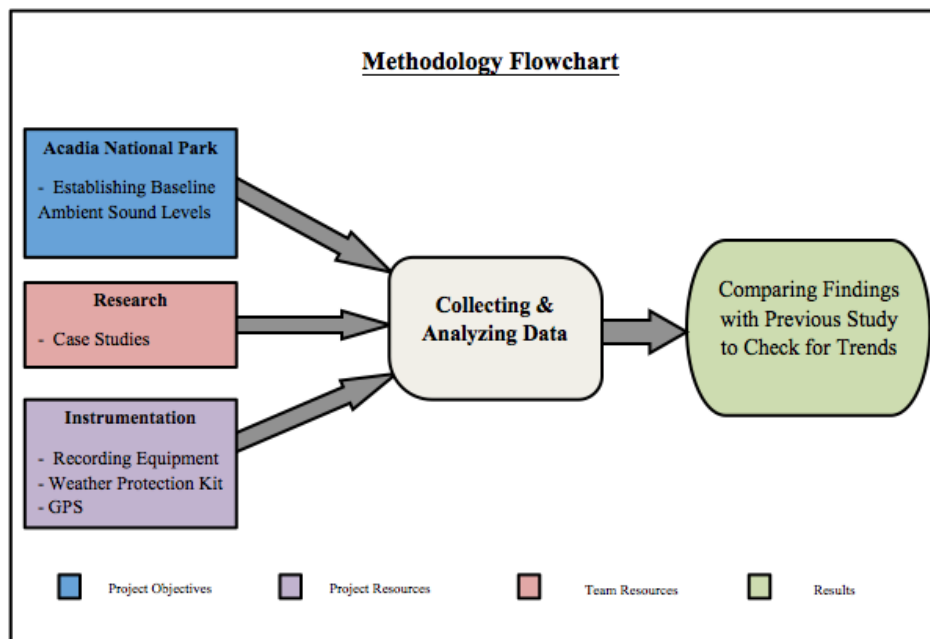 Methodology Flowchart
Acadia National Park
- Establishing Baseline
Ambient Sound Levels
Research
- Case Studies
Instrumentation
- Recording Equipment
- Weather Protection Kit
- GPS
Collecting &
Analyzing Data
Comparing Findings
with Previous Study
to Check for Trends
Project Objectives
Project Resources
Team Resources
Results